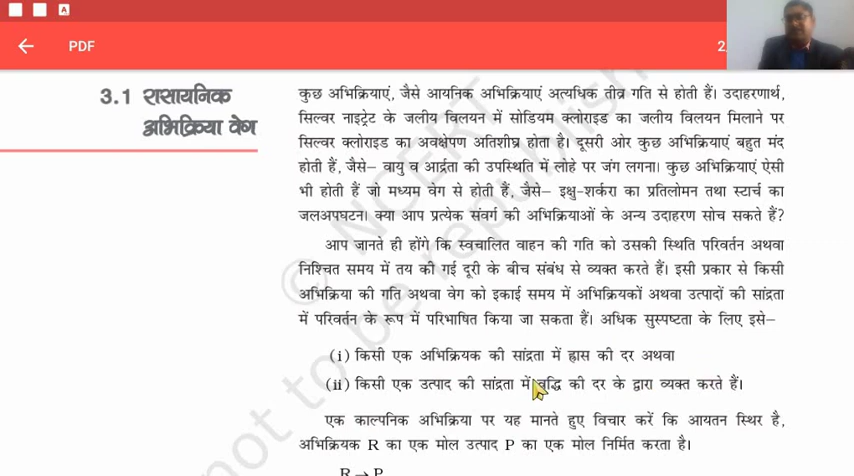 A
PDF
2
3.1 रासायनिक
अभिक्रिया वेग
कुछ अभिक्रियाएं, जैसे आयनिक अभिक्रियाएं अत्यधिक तीव्र गति से होती हैं। उदाहरणार्थ,
सिल्वर नाइट्रेट के जलीय विलयन में सोडियम क्लोराइड का जलीय विलयन मिलाने पर
सिल्वर क्लोराइड का अवक्षेपण अतिशीघ्र होता है। दूसरी ओर कुछ अभिक्रियाएं बहुत मंद
होती हैं, जैसे– वायु व आर्द्रता की उपस्थिति में लोहे पर जंग लगना। कुछ अभिक्रियाएं ऐसी
भी होती हैं जो मध्यम वेग से होती हैं, जैसे– इक्षु-शर्करा का प्रतिलोमन तथा स्टार्च का
जलअपघटन। क्या आप प्रत्येक संवर्ग की अभिक्रियाओं के अन्य उदाहरण सोच सकते हैं?
आप जानते ही होंगे कि स्वचालित वाहन की गति को उसकी स्थिति परिवर्तन अथवा
निश्चित समय में तय की गई दूरी के बीच संबंध से व्यक्त करते हैं। इसी प्रकार से किसी
अभिक्रिया की गति अथवा वेग को इकाई समय में अभिक्रियकों अथवा उत्पादों की सांद्रता
में परिवर्तन के रूप में परिभाषित किया जा सकता हैं। अधिक सुस्पष्टता के लिए इसे–
(i) किसी एक अभिक्रियक की सांद्रता में ह्रास की दर अथवा
(ii) किसी एक उत्पाद की सांद्रता में वृद्धि की दर के द्वारा व्यक्त करते हैं।
एक काल्पनिक अभिक्रिया पर यह मानते हुए विचार करें कि आयतन स्थिर है,
अभिक्रियक R का एक मोल उत्पाद P का एक मोल निर्मित करता है।
R → P
© NCERT
not to be republish